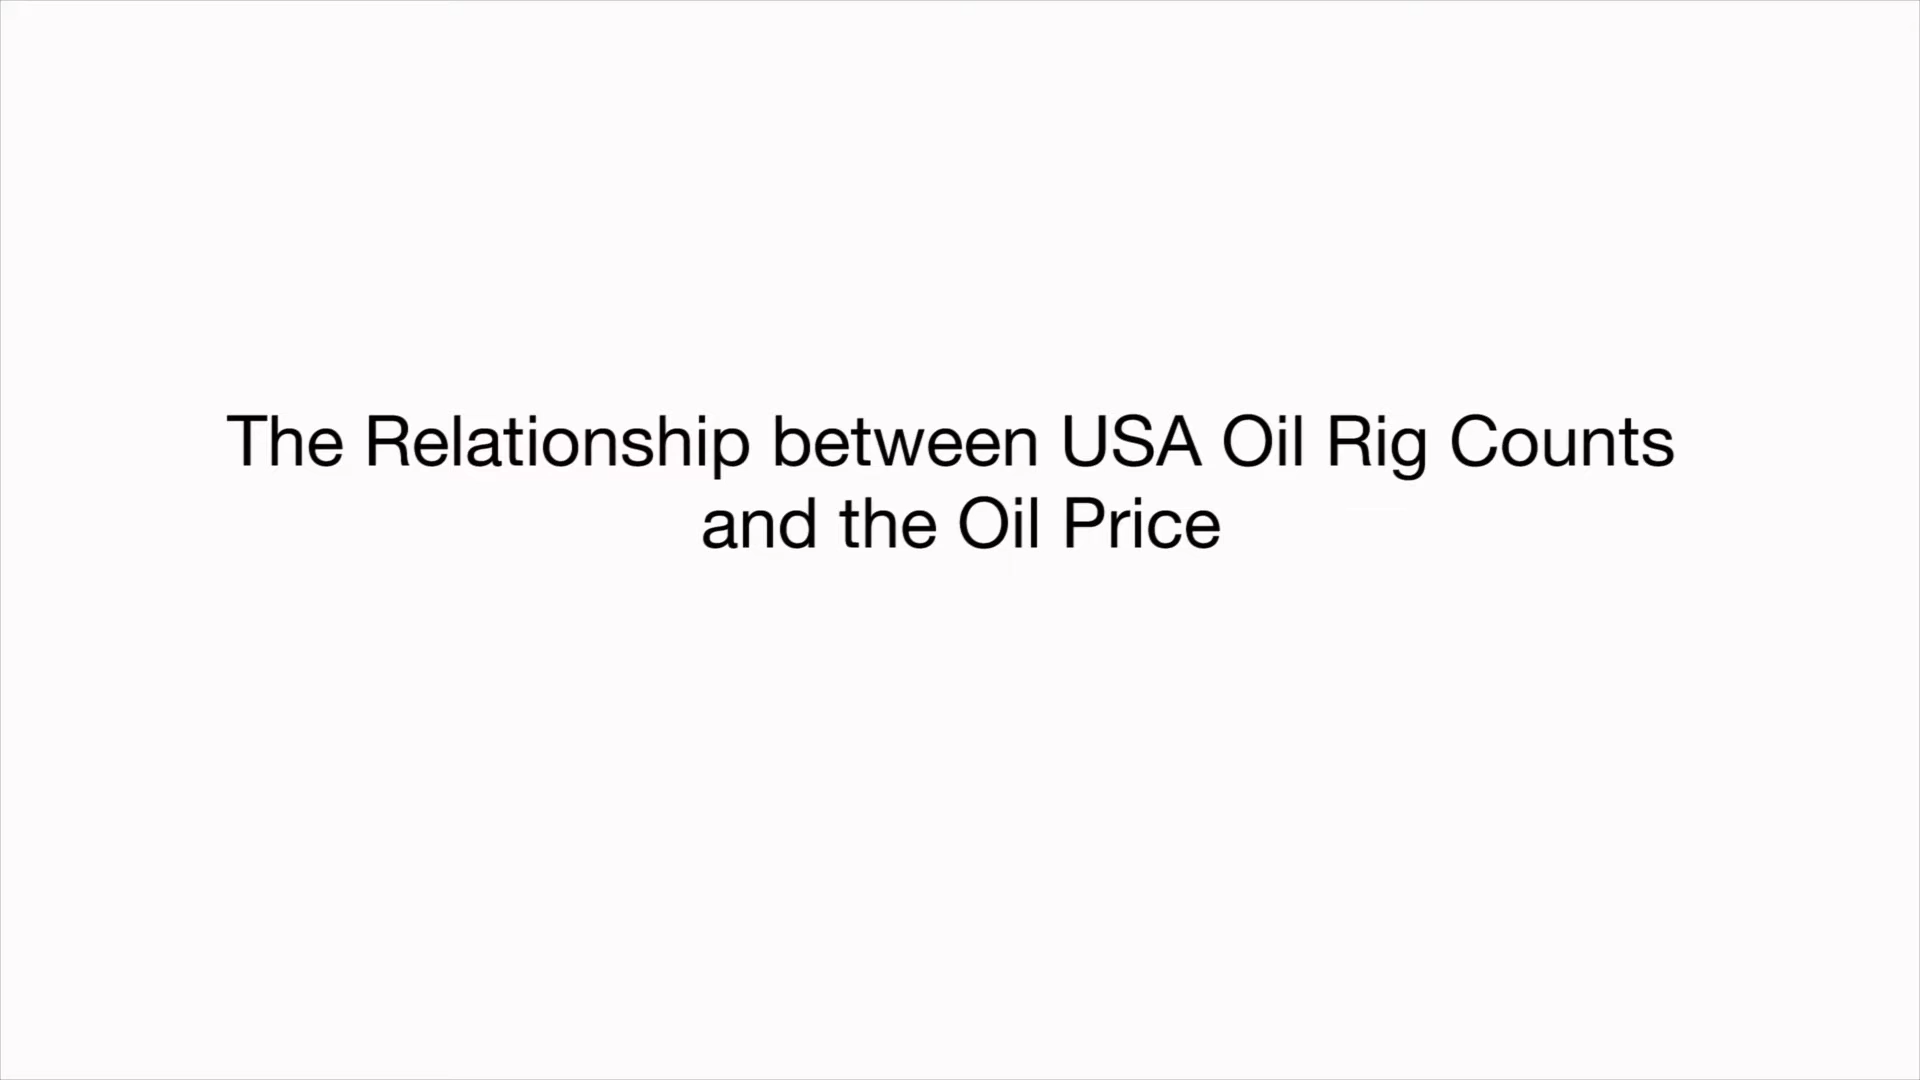 The Relationship between USA Oil Rig Counts
and the Oil Price